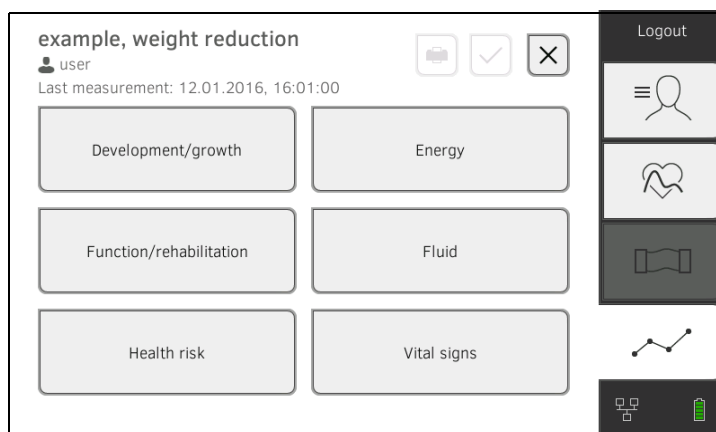 example, weight reduction
user
Last measurement: 12.01.2016, 16:01:00
Logout
Development/growth
Energy
Function/rehabilitation
Fluid
Health risk
Vital signs